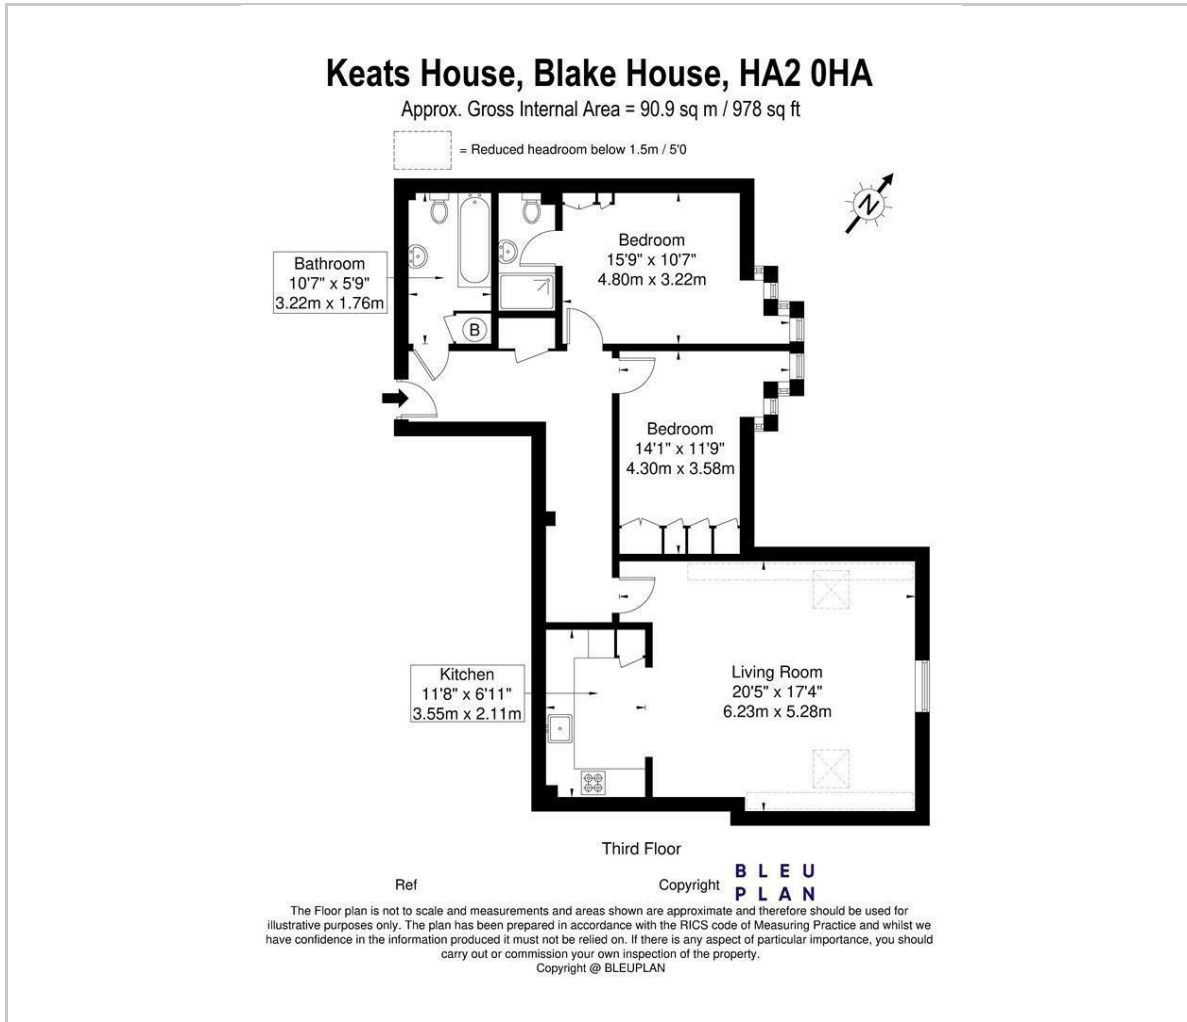 Keats House, Blake House, HA2 0HA
Approx. Gross Internal Area = 90.9 sq m / 978 sq ft
= Reduced headroom below 1.5m / 5'0
N
Bedroom
15'9" x 10'7"
4.80m x 3.22m
Bathroom
10'7" x 5'9"
3.22m x 1.76m
B
Bedroom
14'1" x 11'9"
4.30m x 3.58m
Kitchen
11'8" x 6'11"
3.55m x 2.11m
Living Room
20'5" x 17'4"
6.23m x 5.28m
Third Floor
Ref
Copyright
BLEU
PLAN
The Floor plan is not to scale and measurements and areas shown are approximate and therefore should be used for
illustrative purposes only. The plan has been prepared in accordance with the RICS code of Measuring Practice and whilst we
have confidence in the information produced it must not be relied on. If there is any aspect of particular importance, you should
carry out or commission your own inspection of the property.
Copyright @ BLEUPLAN